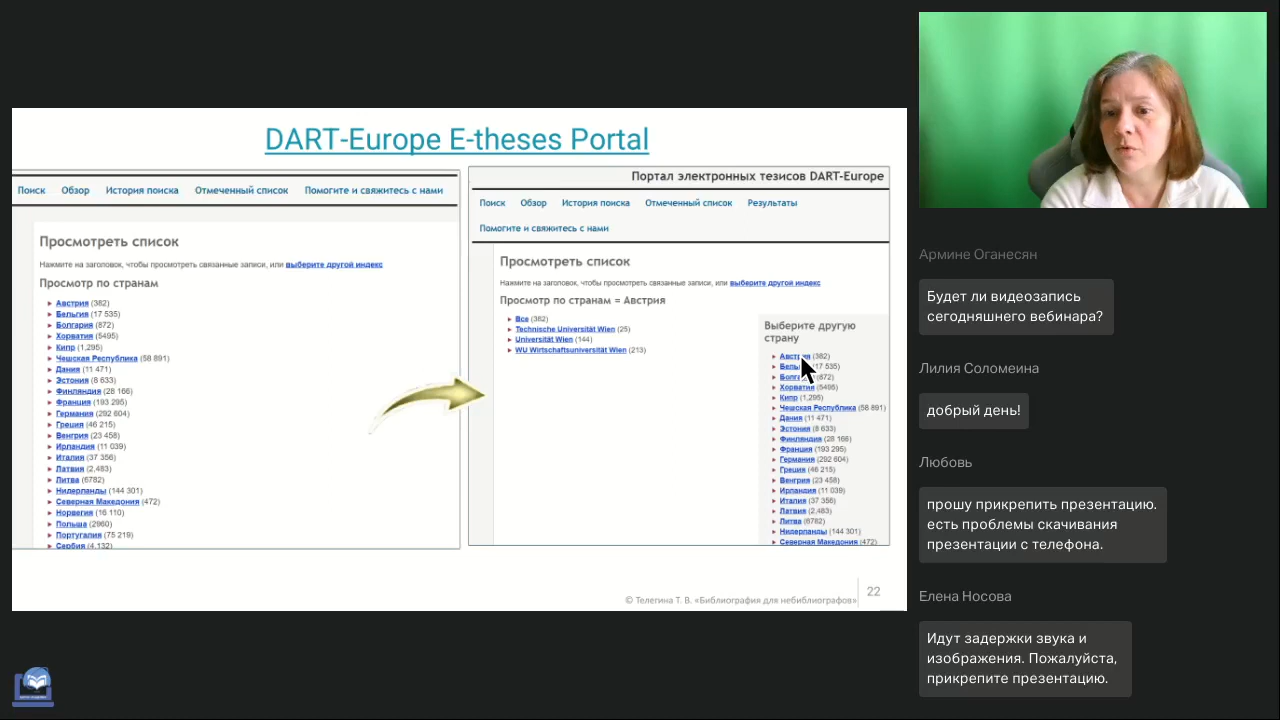 DART-Europe E-theses Portal
Поиск Обзор История поиска Отмеченный список Помогите и свяжитесь с нами
Просмотреть список
Нажмите на заголовок, чтобы просмотреть связанные записи, или выберите другой индекс
Просмотр по странам
Австрия (382)
Бельгия (17 535)
Болгария (872)
Хорватия (5495)
Кипр (1,295)
Чешская Республика (58 891)
Дания (11 471)
Эстония (8 633)
Финляндия (28 166)
Франция (193 295)
Германия (292 604)
Греция (46 215)
Венгрия (23 458)
Ирландия (11 039)
Италия (37 356)
Латвия (2,483)
Литва (6782)
Нидерланды (144 301)
Северная Македония (472)
Норвегия (16 110)
Польша (2960)
Португалия (75 219)
Сербия (4,132)
Портал электронных тезисов DART-Europe
Поиск Обзор История поиска Отмеченный список Результаты
Помогите и свяжитесь с нами
Просмотреть список
Нажмите на заголовок, чтобы просмотреть связанные записи, или выберите другой индекс
Просмотр по странам = Австрия
Все (382)
Technische Universität Wien (25)
Universität Wien (144)
WU Wirtschaftsuniversität Wien (213)
Выберите другую
страну
Австрия (382)
17 535)
(872)
Хорватия (5495)
Кипр (1,295)
Чешская Республика (58 891)
Дания (11 471)
Эстония (8 633)
Финляндия (28 166)
Франция (193 295)
Германия (292 604)
Греция (46 215)
Венгрия (23 458)
Ирландия (11 039)
Италия (37 356)
Латвия (2,483)
Литва (6782)
Нидерланды (144 301)
Северная Македония (472)
© Телегина Т. В. «Библиография для небиблиографов»
22
Армине Оганесян
Будет ли видеозапись
сегодняшнего вебинара?
Лилия Соломеина
добрый день!
Любовь
прошу прикрепить презентацию.
есть проблемы скачивания
презентации с телефона.
Елена Носова
Идут задержки звука и
изображения. Пожалуйста,
прикрепите презентацию.